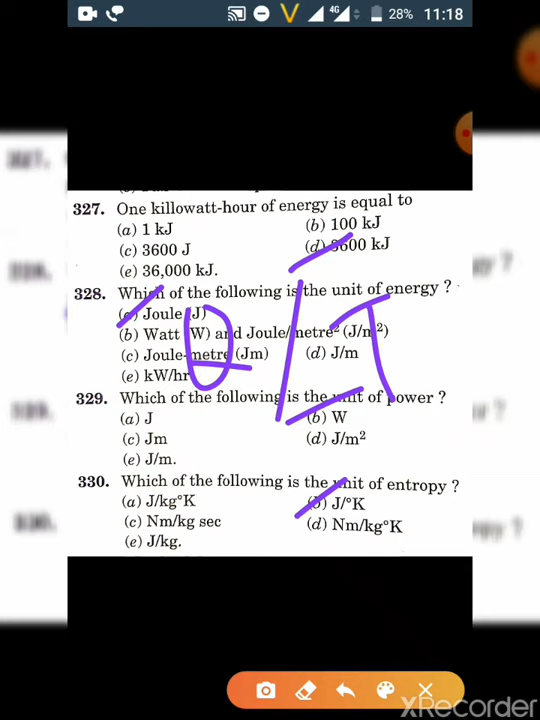 4G 28% 11:18
327. One killowatt-hour of energy is equal to
(a) 1 kJ (b) 100 kJ
(c) 3600 J (d) 3600 kJ
(e) 36,000 kJ.
328. Which of the following is the unit of energy ?
(a) Joule (J)
(b) Watt (W) and Joule/metre² (J/m²)
(c) Joule-metre (Jm) (d) J/m
(e) kW/hr
329. Which of the following is the unit of power ?
(a) J (b) W
(c) Jm (d) J/m²
(e) J/m.
330. Which of the following is the unit of entropy ?
(a) J/kg°K (b) J/°K
(c) Nm/kg sec (d) Nm/kg°K
(e) J/kg.
XRecorder